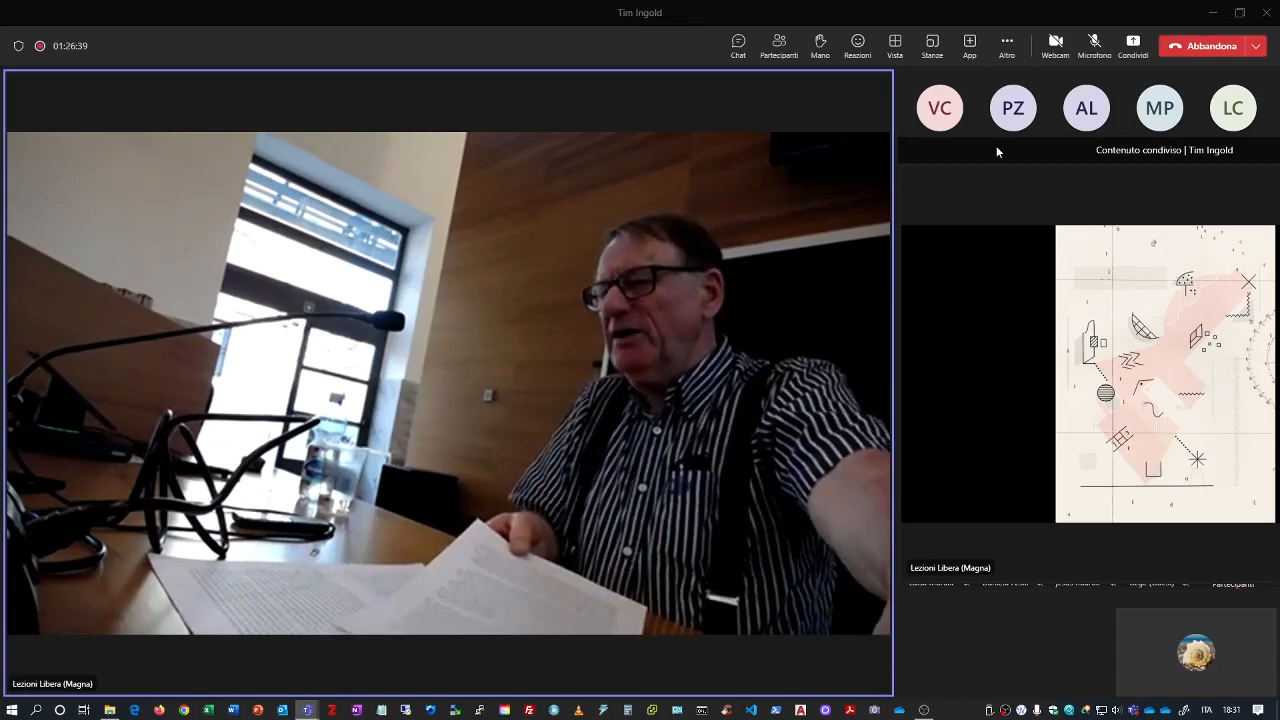 Tim Ingold
01:26:39
Chat
Partecipanti
Mano
Reazioni
Vista
Stanze
App
Altro
Webcam
Microfono
Condividi
Abbandona
VC
PZ
AL
MP
LC
Contenuto condiviso | Tim Ingold
Lezioni Libera (Magna)
Partecipanti
Lezioni Libera (Magna)
ITA
18:31